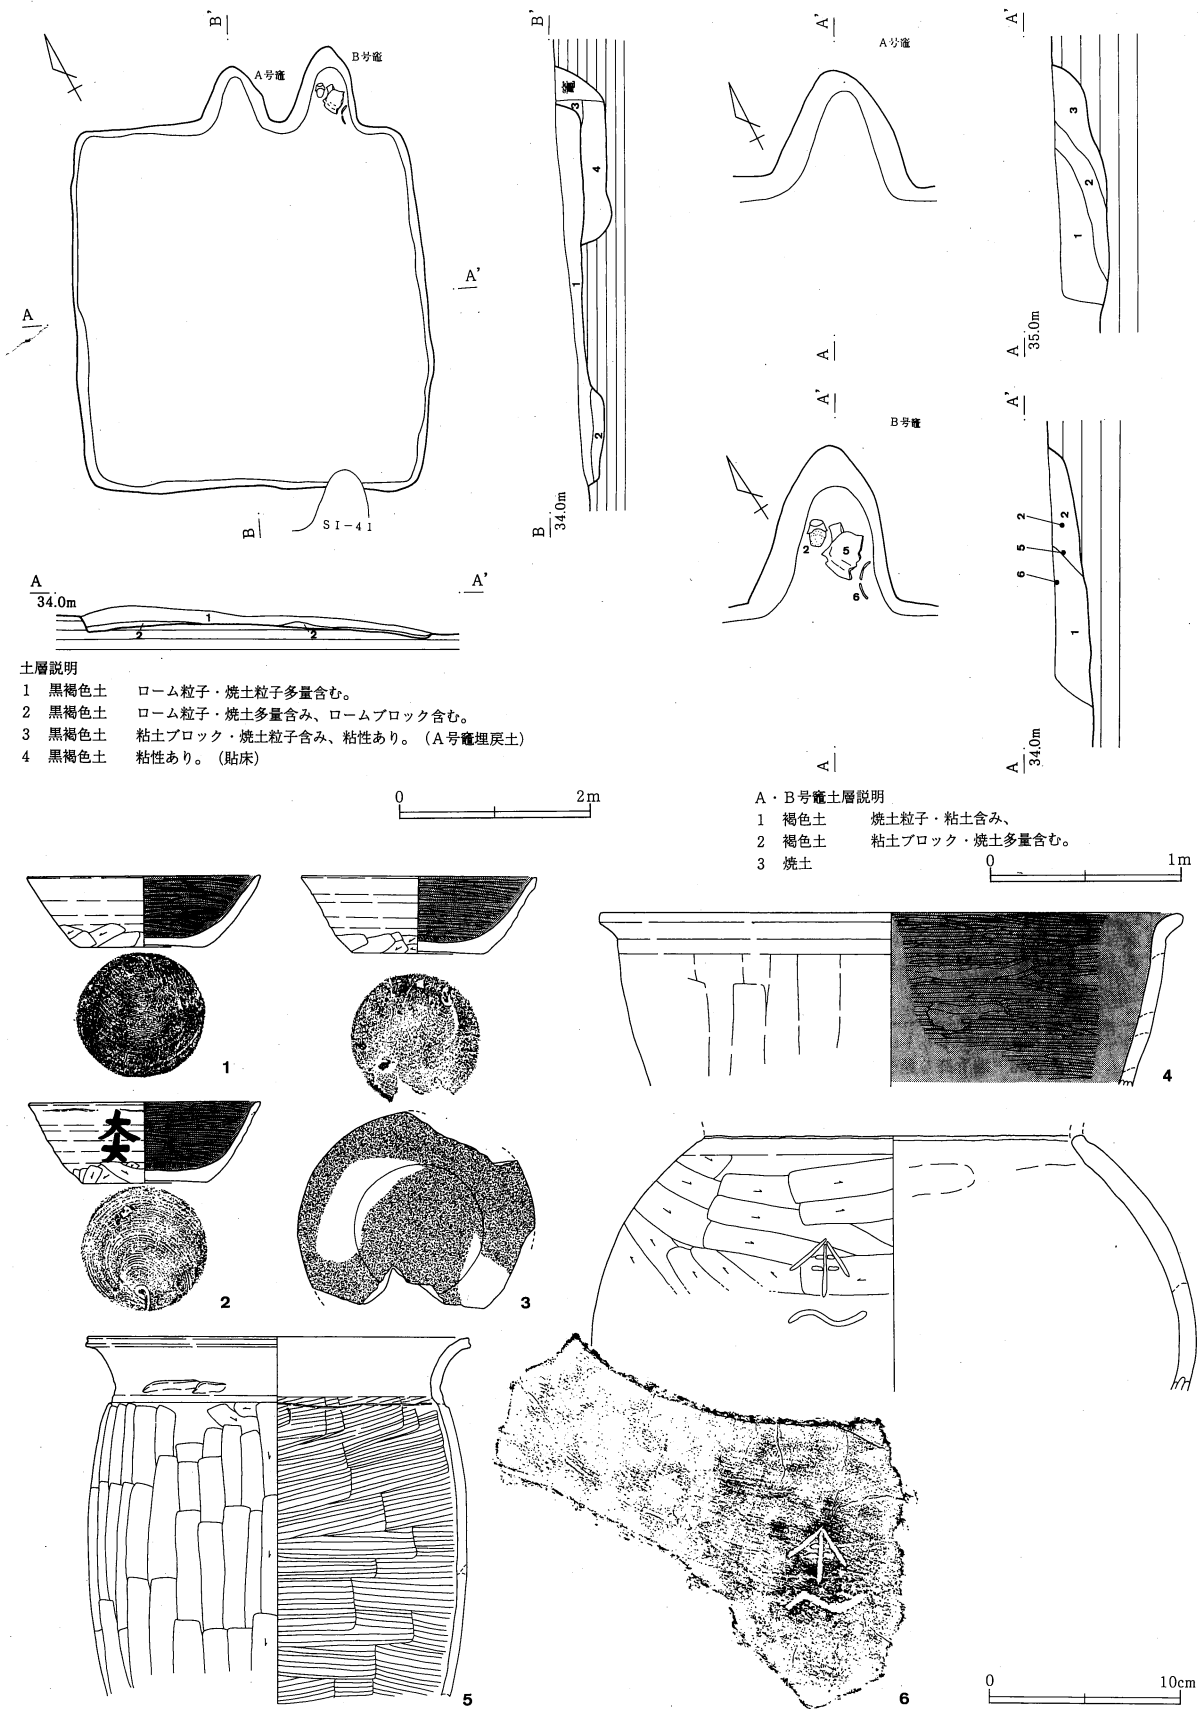 B'
A号竈
B号竈
A'
A
B
SI-41
B'
竈
3
4
1
2
B
34.0m
A
34.0m
A'
1
2
2
土層説明
1 黒褐色土 ローム粒子・焼土粒子多量含む。
2 黒褐色土 ローム粒子・焼土多量含み、ロームブロック含む。
3 黒褐色土 粘土ブロック・焼土粒子含み、粘性あり。(A号竈埋戻土)
4 黒褐色土 粘性あり。(貼床)
0 2m
A'
A号竈
A
A'
3
2
1
A
35.0m
A'
B号竈
2
5
6
A
A'
2
2
5
6
1
A
34.0m
A・B号竈土層説明
1 褐色土 焼土粒子・粘土含み、
2 褐色土 粘土ブロック・焼土多量含む。
3 焼土
0 1m
1
大
大
2
3
4
5
6
0 10cm